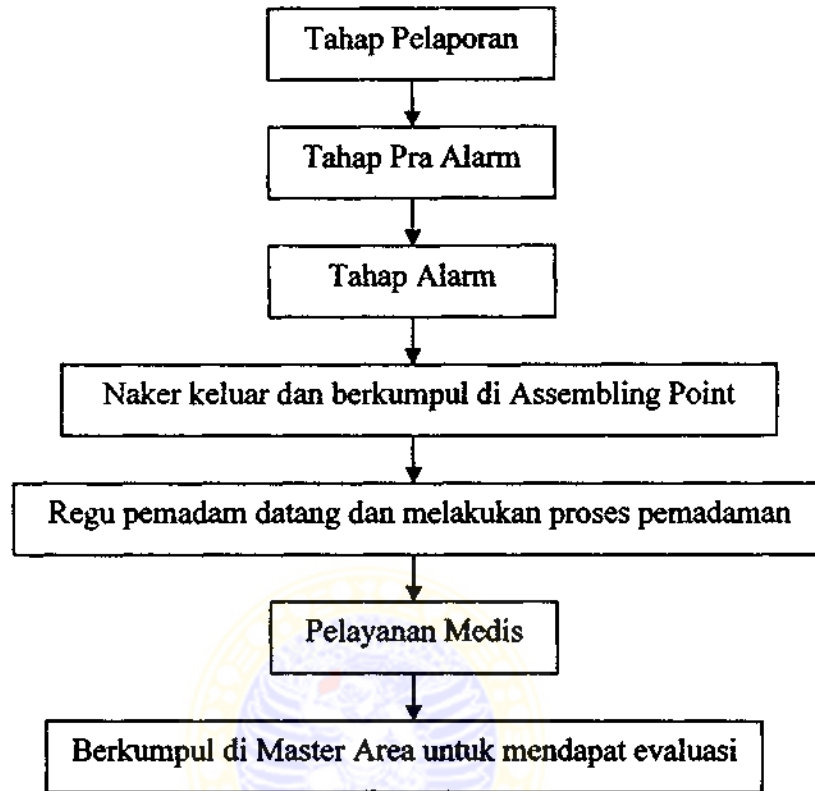 Tahap Pelaporan
Tahap Pra Alarm
Tahap Alarm
Naker keluar dan berkumpul di Assembling Point
Regu pemadam datang dan melakukan proses pemadaman
Pelayanan Medis
Berkumpul di Master Area untuk mendapat evaluasi